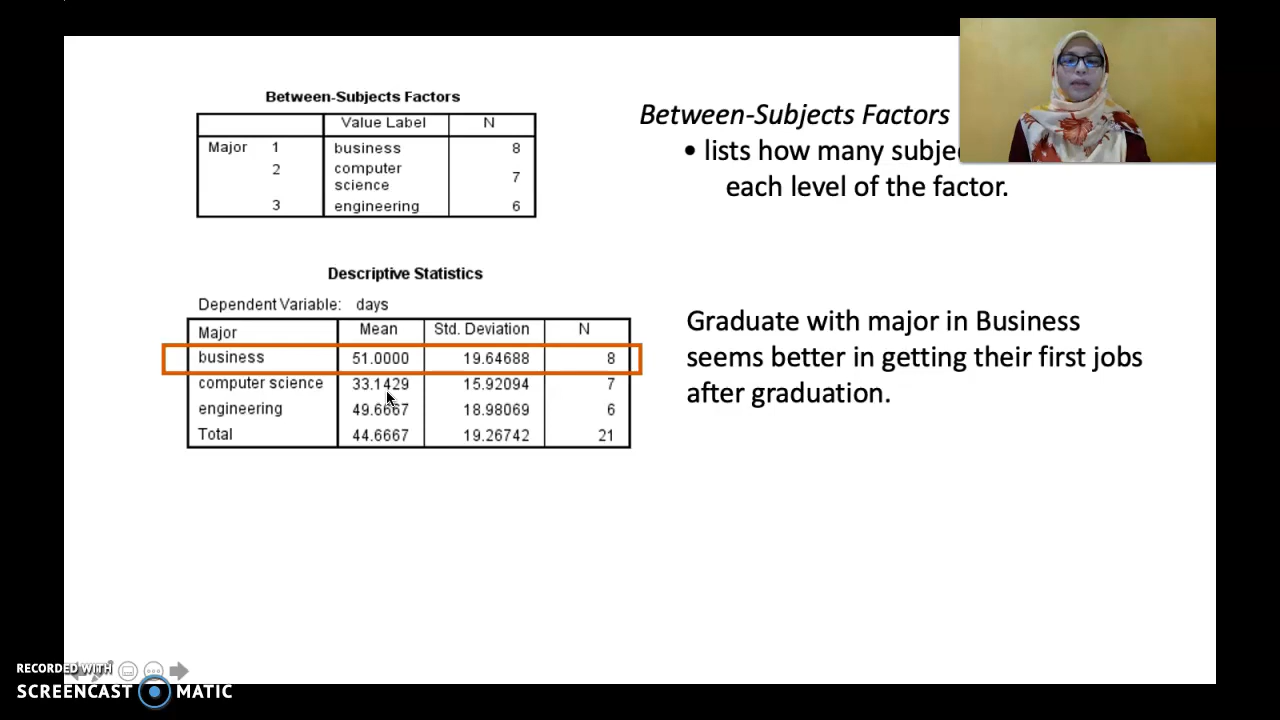 Between-Subjects Factors
Value Label N
Major 1 business 8
2 computer science 7
3 engineering 6
Between-Subjects Factors
• lists how many
each level of the factor.
Descriptive Statistics
Dependent Variable: days
Major Mean Std. Deviation N
business 51.0000 19.64688 8
computer science 33.1429 15.92094 7
engineering 49.6667 18.98069 6
Total 44.6667 19.26742 21
Graduate with major in Business
seems better in getting their first jobs
after graduation.
RECORDED WITH
SCREENCAST MATIC